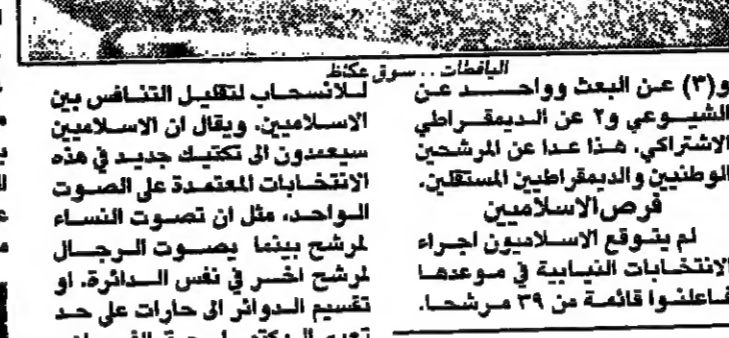 اليافطات . . سوق عكاظ
و(٣) عن البعث وواحد عن
الشيوعي و٢ عن الديمقراطي
الاشتراكي. هذا عدا عن المرشحين
الوطنيين والديمقراطيين المستقلين.
فرص الاسلاميين
لم يتوقع الاسلاميون اجراء
الانتخابات النيابية في موعدها
فاعلنوا قائمة من ٣٩ مرشحا.
للانسحاب لتقليل التنافس بين
الاسلاميين. ويقال ان الاسلاميين
سيعمدون الى تكتيك جديد في هذه
الانتخابات المعتمدة على الصوت
الواحد، مثل ان تصوت النساء
لمرشح بينما يصوت الرجال
لمرشح اخر في نفس الدائرة. او
تقسيم الدوائر الى حارات على حد